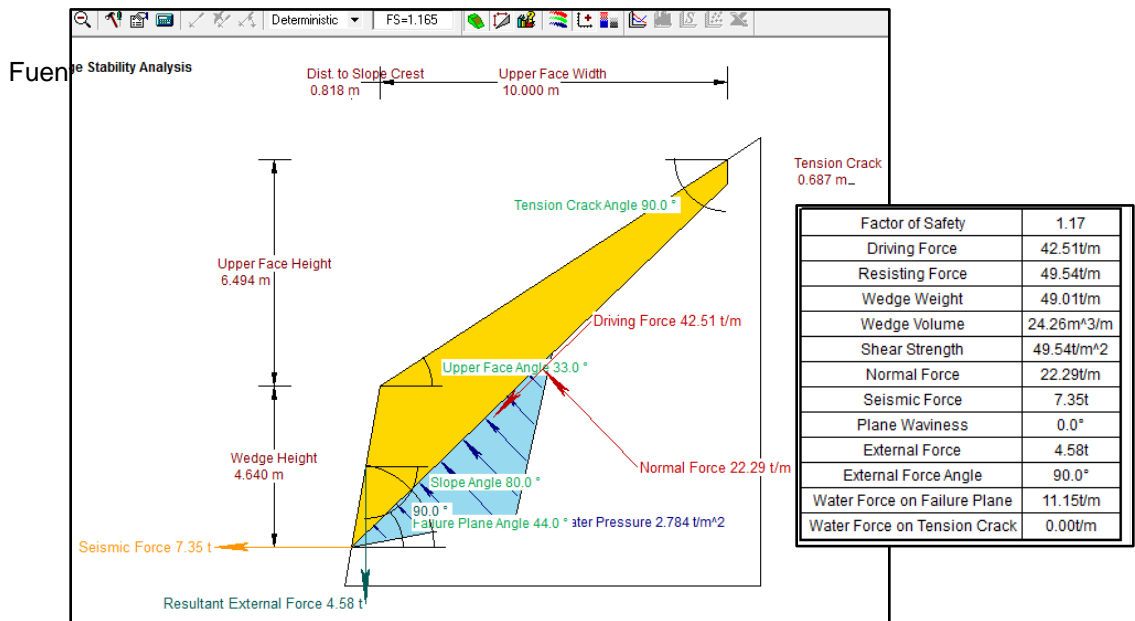 Deterministic FS=1.165
Fuen
ge Stability Analysis
Dist. to Slope Crest
0.818 m
Upper Face Width
10.000 m
Tension Crack
0.687 m
Tension Crack Angle 90.0 °
Upper Face Height
6.494 m
Driving Force 42.51 t/m
Upper Face Angle 33.0 °
Wedge Height
4.640 m
Normal Force 22.29 t/m
Slope Angle 80.0 °
90.0 °
Failure Plane Angle 44.0 °
ater Pressure 2.784 t/m^2
Seismic Force 7.35 t
Resultant External Force 4.58 t
Factor of Safety 1.17
Driving Force 42.51t/m
Resisting Force 49.54t/m
Wedge Weight 49.01t/m
Wedge Volume 24.26m^3/m
Shear Strength 49.54t/m^2
Normal Force 22.29t/m
Seismic Force 7.35t
Plane Waviness 0.0°
External Force 4.58t
External Force Angle 90.0°
Water Force on Failure Plane 11.15t/m
Water Force on Tension Crack 0.00t/m